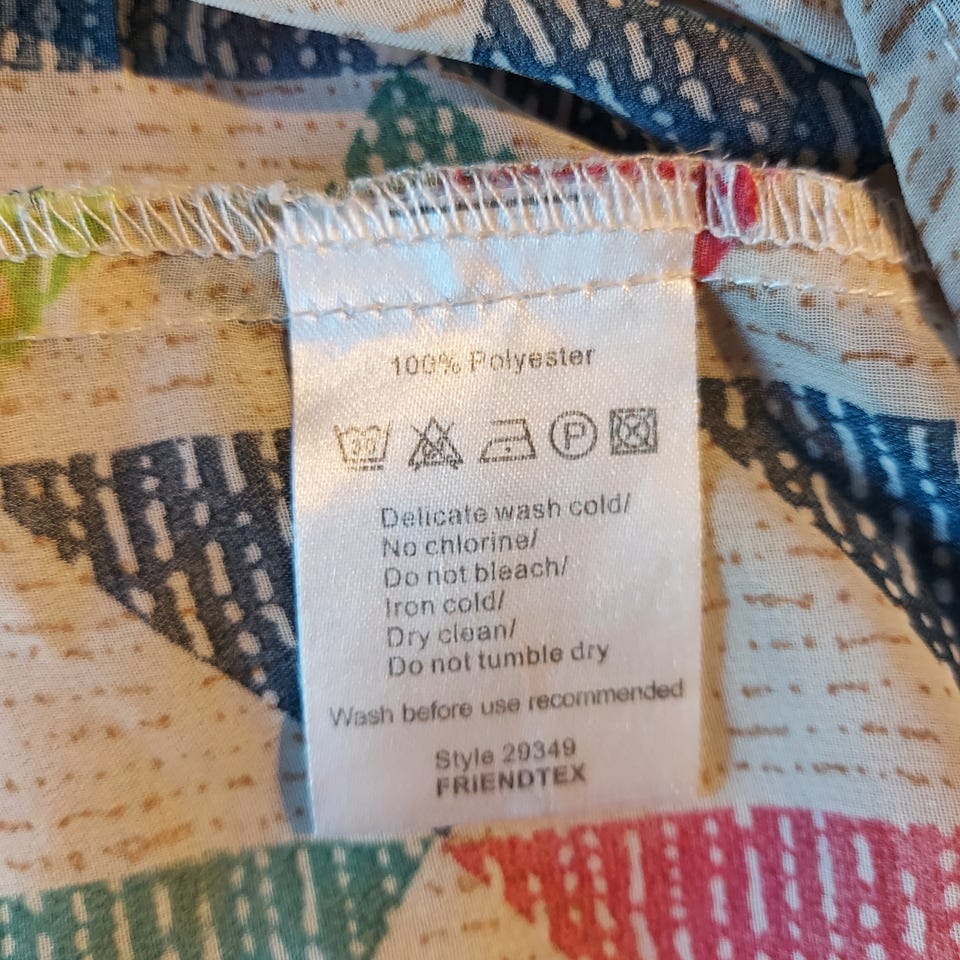 100% Polyester
30 P
Delicate wash cold/
No chlorine/
Do not bleach/
Iron cold/
Dry clean/
Do not tumble dry
Wash before use recommended
Style 29349
FRIENDTEX